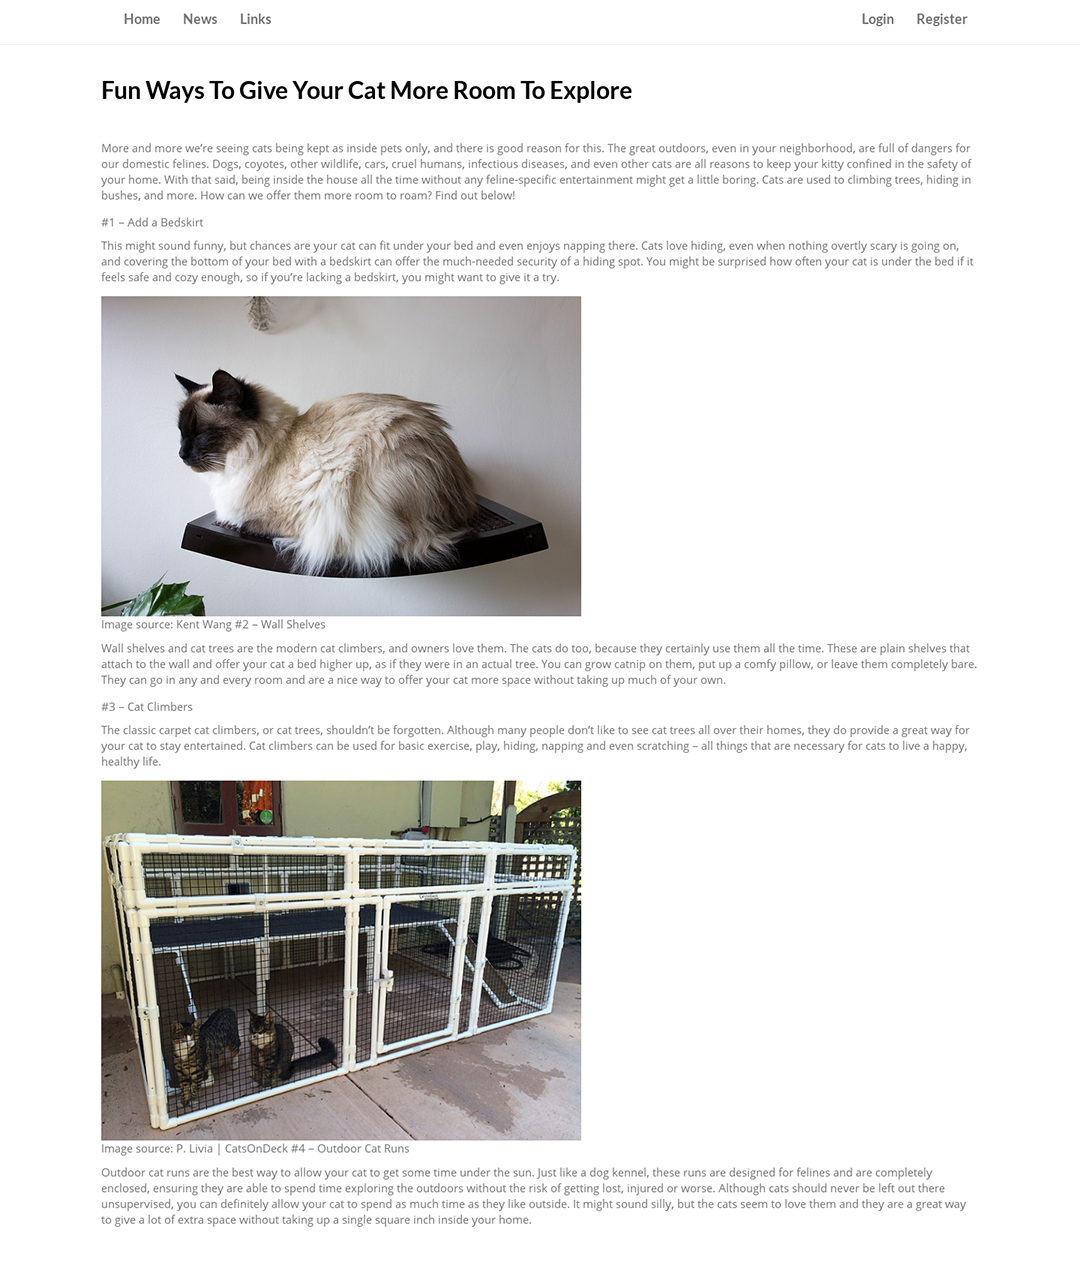 Home News Links Login Register
Fun Ways To Give Your Cat More Room To Explore
More and more we’re seeing cats being kept as inside pets only, and there is good reason for this. The great outdoors, even in your neighborhood, are full of dangers for
our domestic felines. Dogs, coyotes, other wildlife, cars, cruel humans, infectious diseases, and even other cats are all reasons to keep your kitty confined in the safety of
your home. With that said, being inside the house all the time without any feline-specific entertainment might get a little boring. Cats are used to climbing trees, hiding in
bushes, and more. How can we offer them more room to roam? Find out below!
#1 – Add a Bedskirt
This might sound funny, but chances are your cat can fit under your bed and even enjoys napping there. Cats love hiding, even when nothing overtly scary is going on,
and covering the bottom of your bed with a bedskirt can offer the much-needed security of a hiding spot. You might be surprised how often your cat is under the bed if it
feels safe and cozy enough, so if you’re lacking a bedskirt, you might want to give it a try.
Image source: Kent Wang #2 – Wall Shelves
Wall shelves and cat trees are the modern cat climbers, and owners love them. The cats do too, because they certainly use them all the time. These are plain shelves that
attach to the wall and offer your cat a bed higher up, as if they were in an actual tree. You can grow catnip on them, put up a comfy pillow, or leave them completely bare.
They can go in any and every room and are a nice way to offer your cat more space without taking up much of your own.
#3 – Cat Climbers
The classic carpet cat climbers, or cat trees, shouldn’t be forgotten. Although many people don’t like to see cat trees all over their homes, they do provide a great way for
your cat to stay entertained. Cat climbers can be used for basic exercise, play, hiding, napping and even scratching – all things that are necessary for cats to live a happy,
healthy life.
Image source: P. Livia | CatsOnDeck #4 – Outdoor Cat Runs
Outdoor cat runs are the best way to allow your cat to get some time under the sun. Just like a dog kennel, these runs are designed for felines and are completely
enclosed, ensuring they are able to spend time exploring the outdoors without the risk of getting lost, injured or worse. Although cats should never be left out there
unsupervised, you can definitely allow your cat to spend as much time as they like outside. It might sound silly, but the cats seem to love them and they are a great way
to give a lot of extra space without taking up a single square inch inside your home.